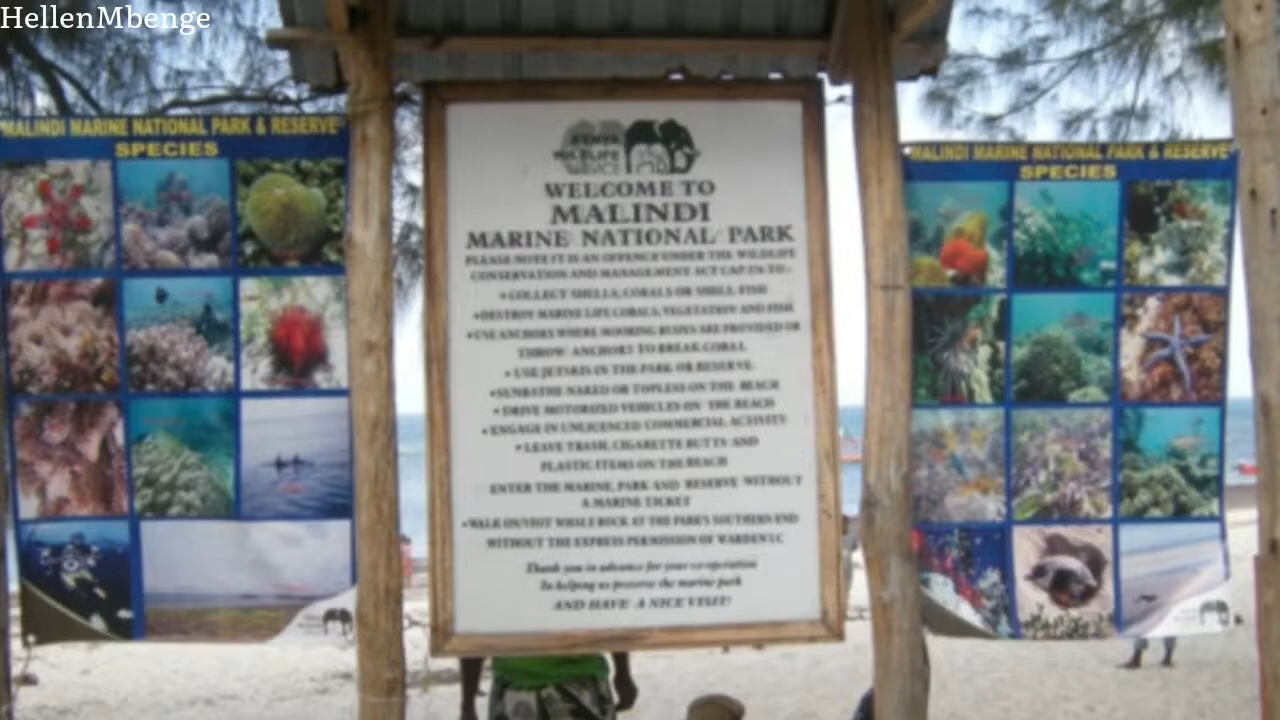 HellenMbenge
MALINDI MARINE NATIONAL PARK & RESERVE
SPECIES
KENYA
WILDLIFE
SERVICE
WELCOME TO
MALINDI
MARINE NATIONAL PARK
PLEASE NOTE IT IS AN OFFENCE UNDER THE WILDLIFE
CONSERVATION AND MANAGEMENT ACT CAP 376 TO:-
•COLLECT SHELLS, CORALS OR SHELL FISH
•DESTROY MARINE LIFE CORALS, VEGETATION AND FISH
•USE ANCHORS WHERE MOORING BUOYS ARE PROVIDED OR
THROW ANCHORS TO BREAK CORAL
• USE JETSKIS IN THE PARK OR RESERVE
•SUNBATHE NAKED OR TOPLESS ON THE BEACH
• DRIVE MOTORIZED VEHICLES ON THE BEACH
• ENGAGE IN UNLICENCED COMMERCIAL ACTIVITY
• LEAVE TRASH, CIGARETTE BUTTS AND
PLASTIC ITEMS ON THE BEACH
ENTER THE MARINE, PARK AND RESERVE WITHOUT
A MARINE TICKET
•WALK ON/VISIT WHALE ROCK AT THE PARK'S SOUTHERN END
WITHOUT THE EXPRESS PERMISSION OF WARDEN I/C
Thank you in advance for your co-operation
In helping us preserve the marine park
AND HAVE A NICE VISIT!
MALINDI MARINE NATIONAL PARK & RESERVE
SPECIES